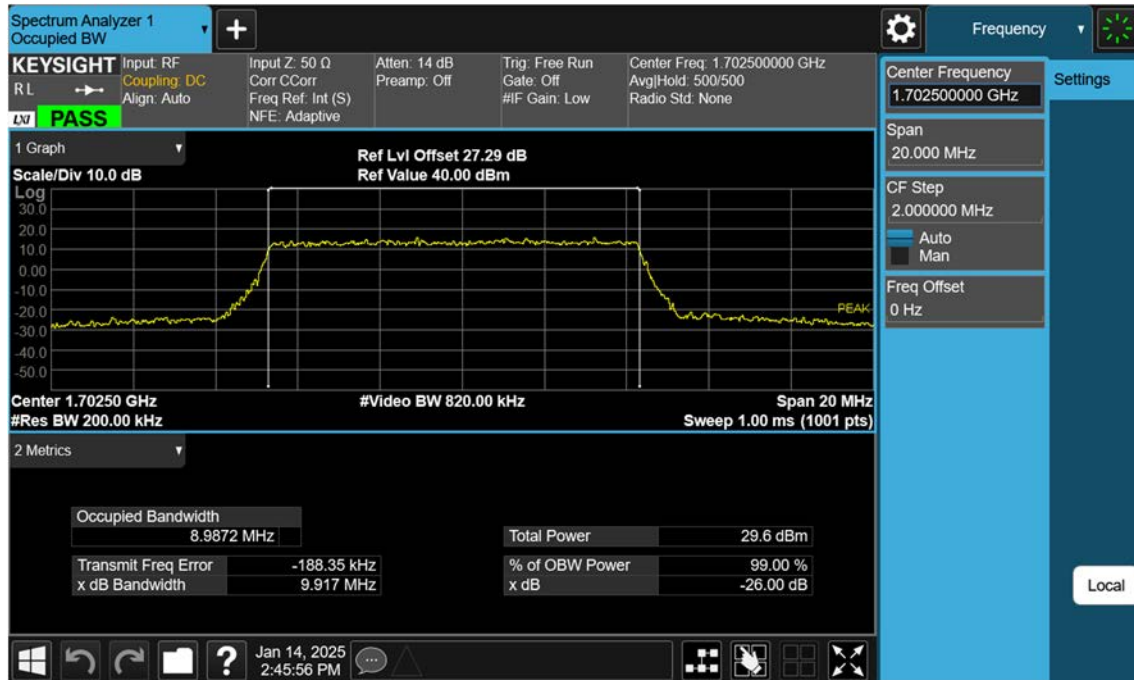 Spectrum Analyzer 1
Occupied BW
Frequency
KEYSIGHT
R L
LXI
PASS
Input: RF
Coupling: DC
Align: Auto
Input Z: 50 Ω
Corr CCorr
Freq Ref: Int (S)
NFE: Adaptive
Atten: 14 dB
Preamp: Off
Trig: Free Run
Gate: Off
#IF Gain: Low
Center Freq: 1.702500000 GHz
Avg|Hold: 500/500
Radio Std: None
Center Frequency
1.702500000 GHz
Settings
Span
20.000 MHz
CF Step
2.000000 MHz
Auto
Man
Freq Offset
0 Hz
Local
1 Graph
Scale/Div 10.0 dB
Ref Lvl Offset 27.29 dB
Ref Value 40.00 dBm
Log
30.0
20.0
10.0
0.00
-10.0
-20.0
-30.0
-40.0
-50.0
PEAK
Center 1.70250 GHz
#Video BW 820.00 kHz
Span 20 MHz
#Res BW 200.00 kHz
Sweep 1.00 ms (1001 pts)
2 Metrics
Occupied Bandwidth
8.9872 MHz
Total Power 29.6 dBm
Transmit Freq Error -188.35 kHz
% of OBW Power 99.00 %
x dB Bandwidth 9.917 MHz
x dB -26.00 dB
?
Jan 14, 2025
2:45:56 PM